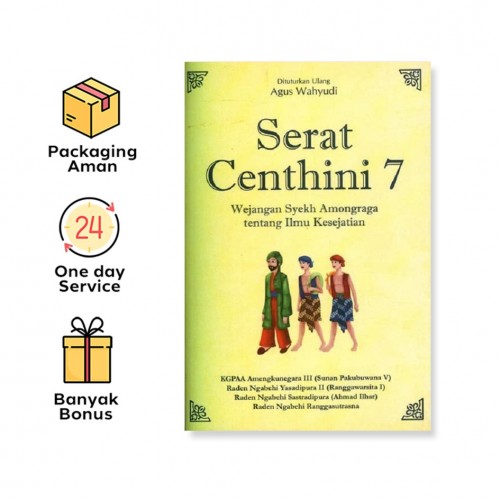 Packaging
Aman
24
One day
Service
Banyak
Bonus
Dituturkan Ulang
Agus Wahyudi
Serat
Centhini 7
Wejangan Syekh Amongraga
tentang Ilmu Kesejatian
KGPAA Amengkunegara III (Sunan Pakubuwana V)
Raden Ngabehi Yasadipura II (Ranggawarsita I)
Raden Ngabehi Sastradipura (Ahmad Ilhar)
Raden Ngabehi Ranggasutrasna